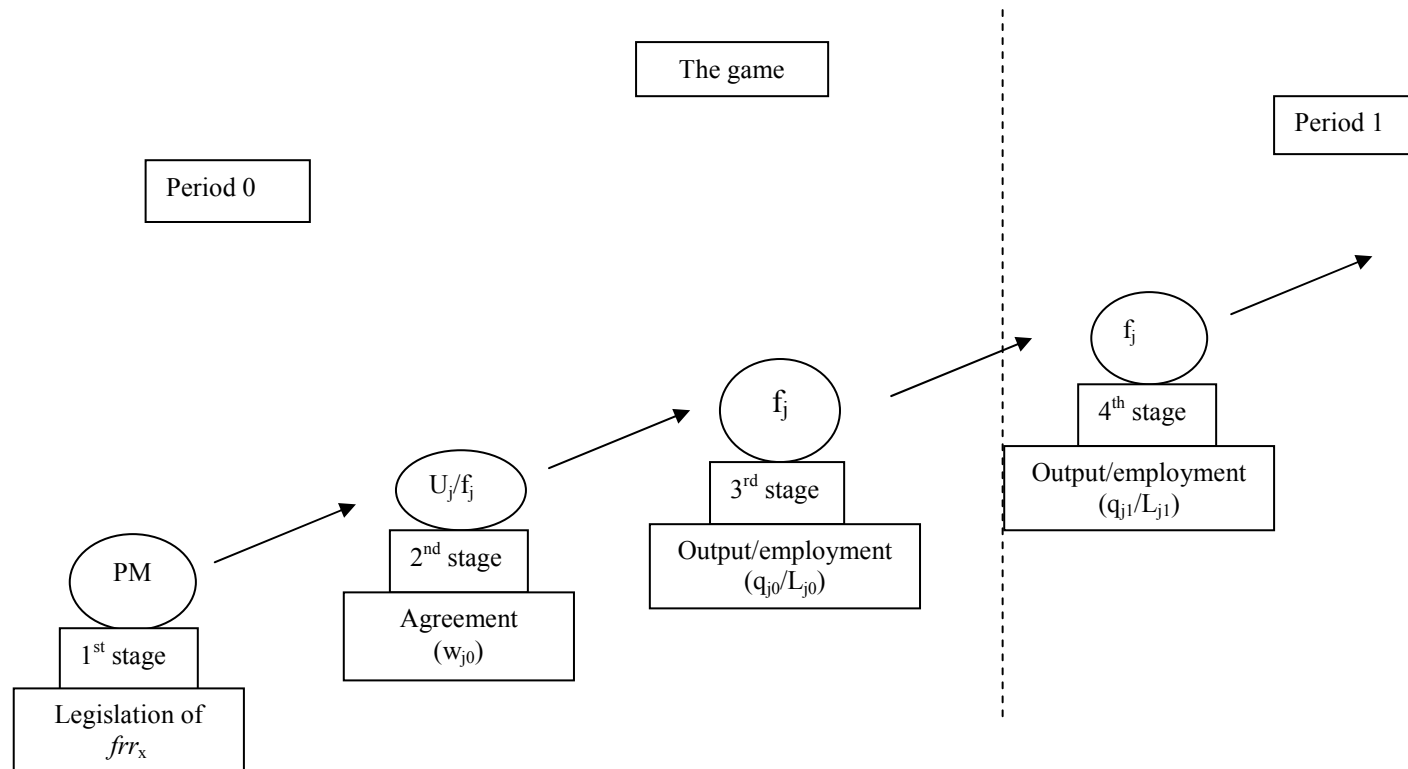 The game
Period 1
Period 0
PM
1st stage
Legislation of
frrx
Uj/fj
2nd stage
Agreement
(wj0)
fj
3rd stage
Output/employment
(qj0/Lj0)
fj
4th stage
Output/employment
(qj1/Lj1)